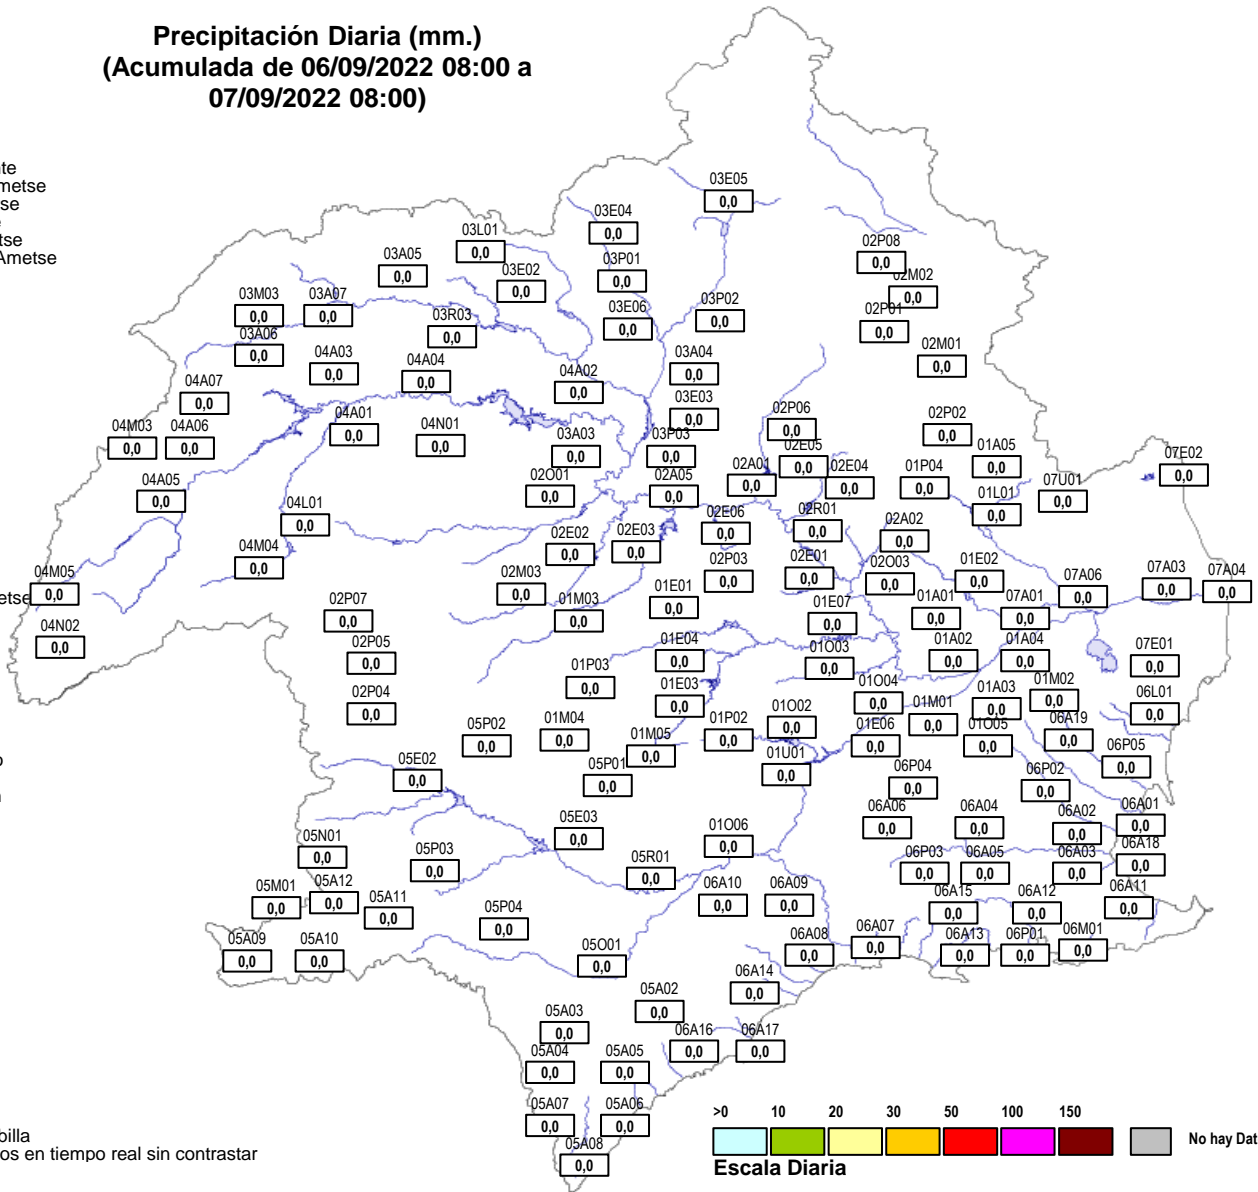 Precipitación Diaria (mm.)
(Acumulada de 06/09/2022 08:00 a
07/09/2022 08:00)
nte
metse
se
e
tse
Ametse
03E05
0,0
03E04
0,0
03L01
0,0
03A05
0,0
03P01
0,0
02P08
0,0
03E02
0,0
02M02
0,0
03M03
0,0
03A07
0,0
03P02
0,0
03E06
0,0
02P01
0,0
03R03
0,0
03A06
0,0
02M01
0,0
04A03
0,0
03A04
0,0
04A04
0,0
04A02
0,0
04A07
0,0
03E03
0,0
02P06
0,0
02P02
0,0
04A01
0,0
04M03
0,0
04A06
0,0
04N01
0,0
03A03
0,0
03P03
0,0
02E05
0,0
01A05
0,0
07E02
0,0
02A01
0,0
02E04
0,0
01P04
0,0
04A05
0,0
02O01
0,0
02A05
0,0
07U01
0,0
01L01
0,0
04L01
0,0
02R01
0,0
02E06
0,0
02A02
0,0
02E02
0,0
02E03
0,0
04M04
0,0
02P03
0,0
02E01
0,0
02O03
0,0
01E02
0,0
07A03
0,0
07A04
0,0
04M05
0,0
etse
02M03
0,0
07A06
0,0
01E01
0,0
02P07
0,0
01M03
0,0
01E07
0,0
01A01
0,0
07A01
0,0
04N02
0,0
02P05
0,0
01E04
0,0
01O03
0,0
01A02
0,0
01A04
0,0
07E01
0,0
01P03
0,0
01E03
0,0
01O04
0,0
01A03
0,0
01M02
0,0
02P04
0,0
06L01
0,0
01O02
0,0
01M01
0,0
05P02
0,0
01M04
0,0
01P02
0,0
01E06
0,0
01O05
0,0
06A19
0,0
01M05
0,0
06P05
0,0
o
05E02
0,0
05P01
0,0
01U01
0,0
06P04
0,0
06P02
0,0
06A01
0,0
06A06
0,0
06A04
0,0
06A02
0,0
05E03
0,0
01O06
0,0
05N01
0,0
05P03
0,0
05R01
0,0
06P03
0,0
06A05
0,0
06A03
0,0
06A18
0,0
05M01
0,0
05A12
0,0
05A11
0,0
06A10
0,0
06A09
0,0
06A15
0,0
06A12
0,0
06A11
0,0
05P04
0,0
05A09
0,0
05A10
0,0
05O01
0,0
06A08
0,0
06A07
0,0
06A13
0,0
06P01
0,0
06M01
0,0
06A14
0,0
05A02
0,0
05A03
0,0
06A16
0,0
06A17
0,0
05A04
0,0
05A05
0,0
05A07
0,0
05A06
0,0
05A08
0,0
billa
os en tiempo real sin contrastar
>0 10 20 30 50 100 150
No hay Dat
Escala Diaria